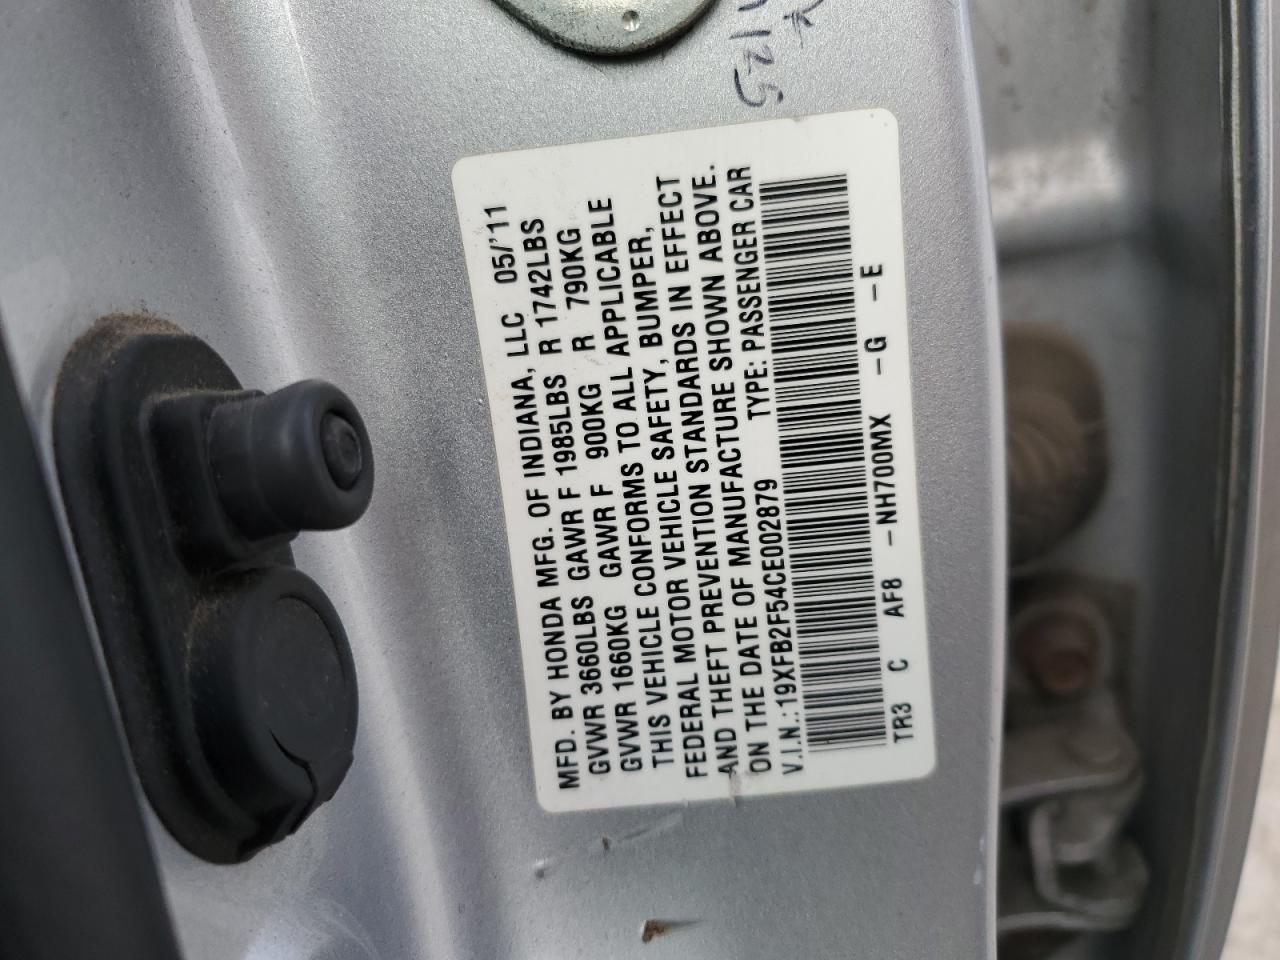 MFD. BY HONDA MFG. OF INDIANA, LLC 05/'11
GVWR 3660LBS GAWR F 1985LBS R 1742LBS
GVWR 1660KG GAWR F 900KG R 790KG
THIS VEHICLE CONFORMS TO ALL APPLICABLE
FEDERAL MOTOR VEHICLE SAFETY, BUMPER,
AND THEFT PREVENTION STANDARDS IN EFFECT
ON THE DATE OF MANUFACTURE SHOWN ABOVE.
V.I.N.: 19XFB2F54CE002879 TYPE: PASSENGER CAR
TR3 C AF8 - NH700MX - G - E